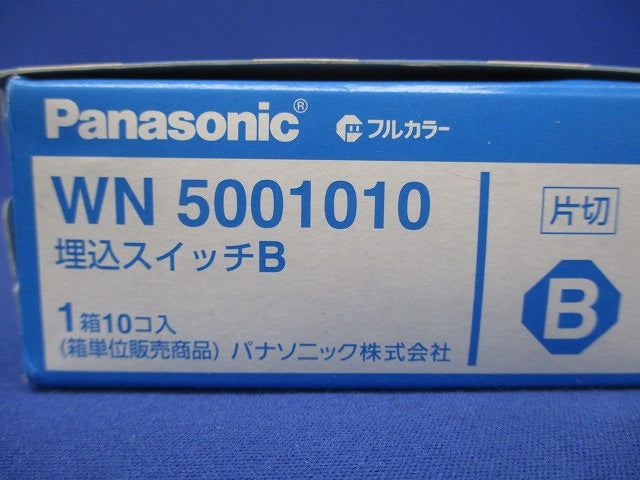 Panasonic® フルカラー
WN 5001010
片切
埋込スイッチB
B
1箱10コ入
(箱単位販売商品) パナソニック株式会社